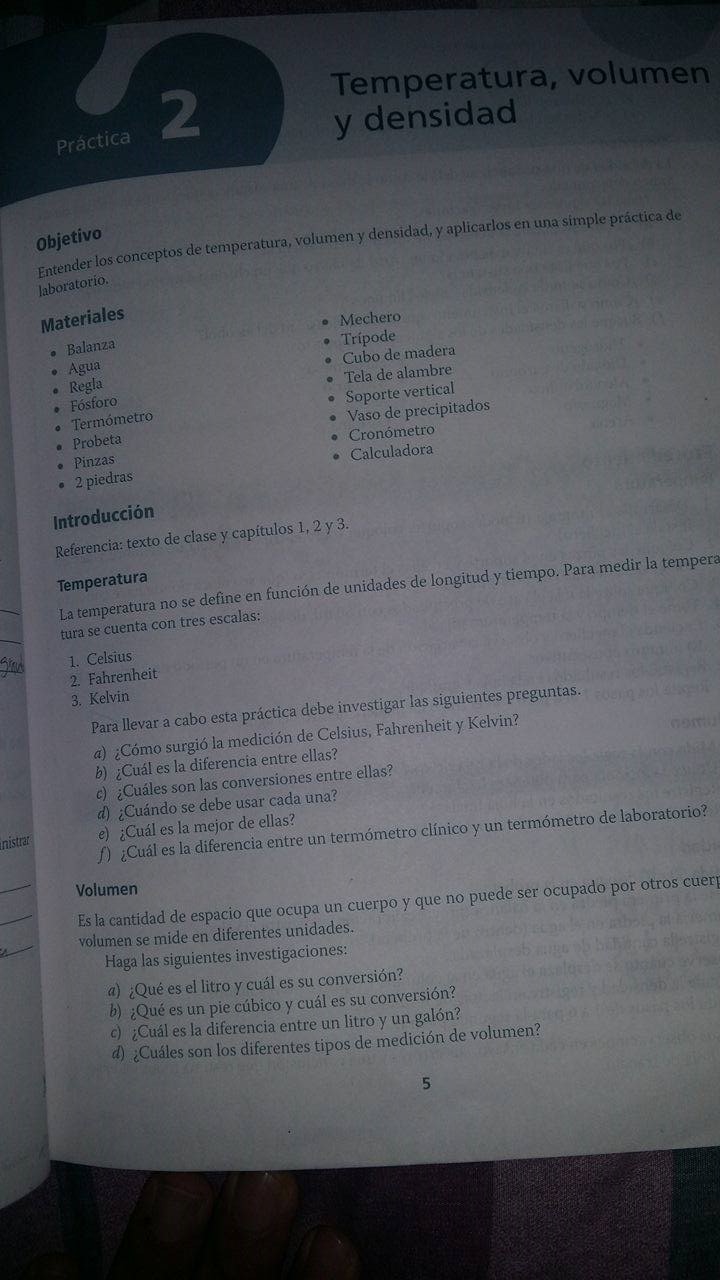 Práctica 2
Temperatura, volumen
y densidad
Objetivo
Entender los conceptos de temperatura, volumen y densidad, y aplicarlos en una simple práctica de
laboratorio.
Materiales
• Balanza
• Agua
• Regla
• Fósforo
• Termómetro
• Probeta
• Pinzas
• 2 piedras
• Mechero
• Trípode
• Cubo de madera
• Tela de alambre
• Soporte vertical
• Vaso de precipitados
• Cronómetro
• Calculadora
Introducción
Referencia: texto de clase y capítulos 1, 2 y 3.
Temperatura
La temperatura no se define en función de unidades de longitud y tiempo. Para medir la tempera
tura se cuenta con tres escalas:
1. Celsius
2. Fahrenheit
3. Kelvin
Para llevar a cabo esta práctica debe investigar las siguientes preguntas.
a) ¿Cómo surgió la medición de Celsius, Fahrenheit y Kelvin?
b) ¿Cuál es la diferencia entre ellas?
c) ¿Cuáles son las conversiones entre ellas?
d) ¿Cuándo se debe usar cada una?
e) ¿Cuál es la mejor de ellas?
f) ¿Cuál es la diferencia entre un termómetro clínico y un termómetro de laboratorio?
nistrar
Volumen
Es la cantidad de espacio que ocupa un cuerpo y que no puede ser ocupado por otros cuerp
volumen se mide en diferentes unidades.
Haga las siguientes investigaciones:
a) ¿Qué es el litro y cuál es su conversión?
b) ¿Qué es un pie cúbico y cuál es su conversión?
c) ¿Cuál es la diferencia entre un litro y un galón?
d) ¿Cuáles son los diferentes tipos de medición de volumen?
5